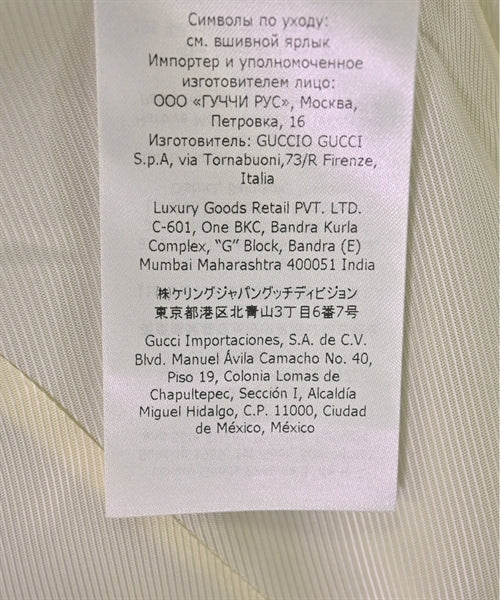 Символы по уходу:
см. вшивной ярлык
Импортер и уполномоченное
изготовителем лицо:
ООО «ГУЧЧИ РУС», Москва,
Петровка, 16
Изготовитель: GUCCIO GUCCI
S.p.A, via Tornabuoni,73/R Firenze,
Italia
Luxury Goods Retail PVT. LTD.
C-601, One BKC, Bandra Kurla
Complex, "G" Block, Bandra (E)
Mumbai Maharashtra 400051 India
㈱ケリングジャパングッチディビジョン
東京都港区北青山3丁目6番7号
Gucci Importaciones, S.A. de C.V.
Blvd. Manuel Ávila Camacho No. 40,
Piso 19, Colonia Lomas de
Chapultepec, Sección I, Alcaldía
Miguel Hidalgo, C.P. 11000, Ciudad
de México, México